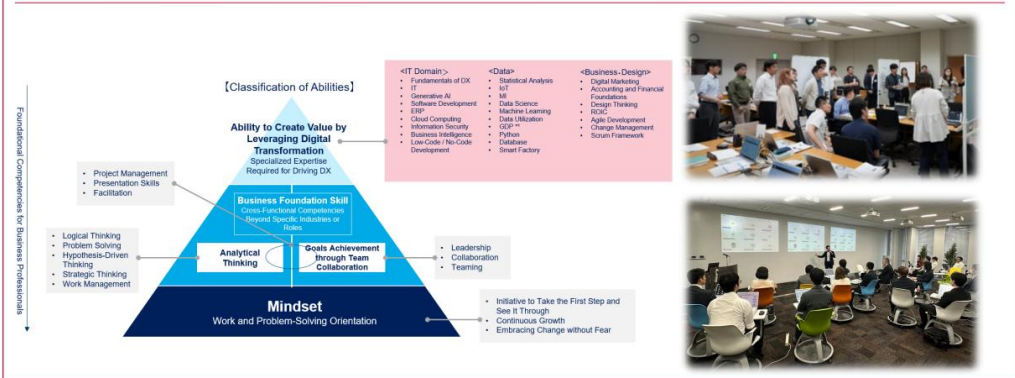 【Classification of Abilities】
Ability to Create Value by
Leveraging Digital
Transformation
Specialized Expertise
Required for Driving DX
<IT Domain>
• Fundamentals of DX
• IT
• Generative AI
• Software Development
• ERP
• Cloud Computing
• Information Security
• Business Intelligence
• Low-Code / No-Code
Development
<Data>
• Statistical Analysis
• IoT
• MI
• Data Science
• Machine Learning
• Data Utilization
• GDP **
• Python
• Database
• Smart Factory
<Business-Design>
• Digital Marketing
• Accounting and Financial
Foundations
• Design Thinking
• ROIC
• Agile Development
• Change Management
• Scrum Framework
Foundational Competencies for Business Professionals
• Project Management
• Presentation Skills
• Facilitation
Business Foundation Skill
Cross-Functional Competencies
Beyond Specific Industries or
Roles
• Logical Thinking
• Problem Solving
• Hypothesis-Driven
Thinking
• Strategic Thinking
• Work Management
Analytical
Thinking
Goals Achievement
through Team
Collaboration
• Leadership
• Collaboration
• Teaming
Mindset
Work and Problem-Solving Orientation
• Initiative to Take the First Step and
See It Through
• Continuous Growth
• Embracing Change without Fear